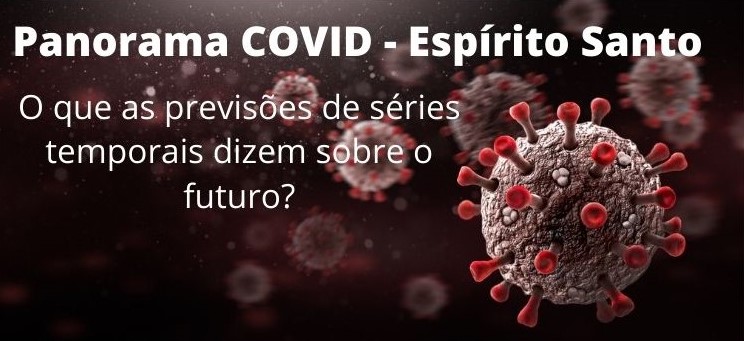 Panorama COVID - Espírito Santo
O que as previsões de séries
temporais dizem sobre o
futuro?